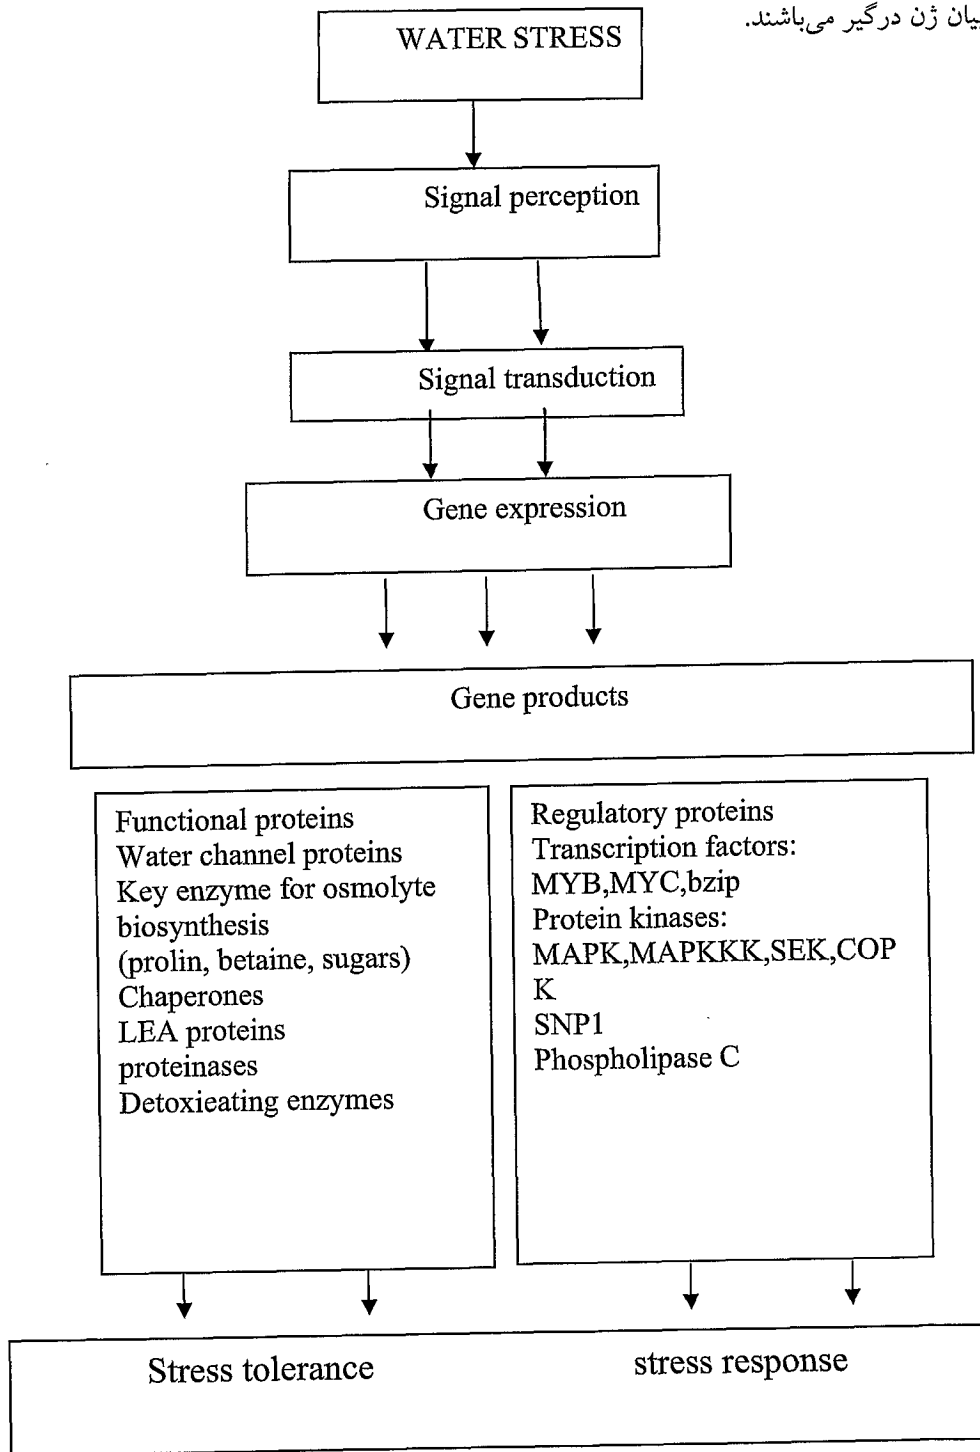 بیان ژن درگیر می‌باشند.
WATER STRESS
Signal perception
Signal transduction
Gene expression
Gene products
Functional proteins
Water channel proteins
Key enzyme for osmolyte
biosynthesis
(prolin, betaine, sugars)
Chaperones
LEA proteins
proteinases
Detoxieating enzymes
Regulatory proteins
Transcription factors:
MYB,MYC,bzip
Protein kinases:
MAPK,MAPKKK,SEK,COP
K
SNP1
Phospholipase C
Stress tolerance
stress response